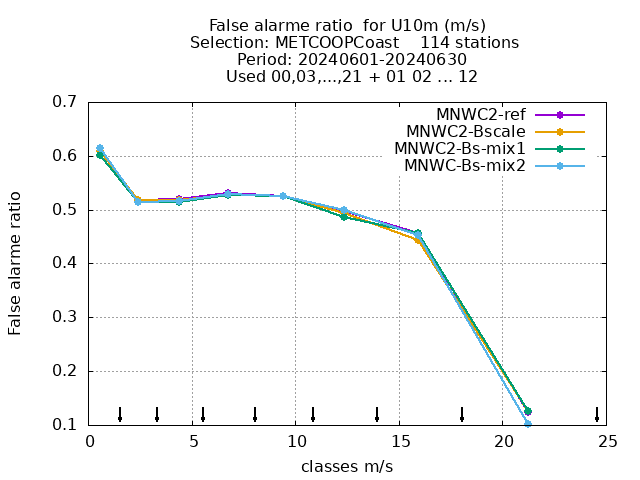 False alarme ratio  for U10m (m/s)
Selection: METCOOPCoast    114 stations
Period: 20240601-20240630
Used 00,03,...,21 + 01 02 ... 12
MNWC2-ref
MNWC2-Bscale
MNWC2-Bs-mix1
MNWC-Bs-mix2
False alarme ratio
0.7
0.6
0.5
0.4
0.3
0.2
0.1
0 5 10 15 20 25
classes m/s